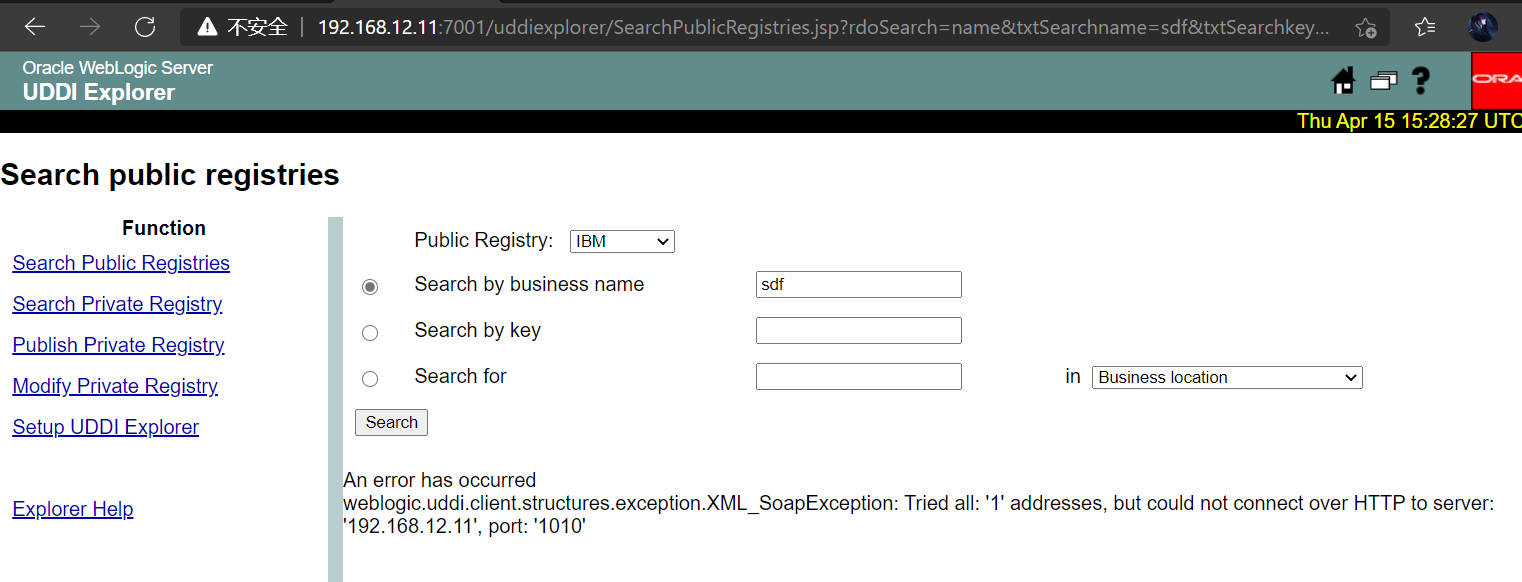 不安全 | 192.168.12.11:7001/uddiexplorer/SearchPublicRegistries.jsp?rdoSearch=name&txtSearchname=sdf&txtSearchkey...
Oracle WebLogic Server
UDDI Explorer
?
ORA
Thu Apr 15 15:28:27 UTC
Search public registries
Function
Search Public Registries
Search Private Registry
Publish Private Registry
Modify Private Registry
Setup UDDI Explorer
Explorer Help
Public Registry: IBM
Search by business name sdf
Search by key
Search for in Business location
Search
An error has occurred
weblogic.uddi.client.structures.exception.XML_SoapException: Tried all: '1' addresses, but could not connect over HTTP to server:
'192.168.12.11', port: '1010'